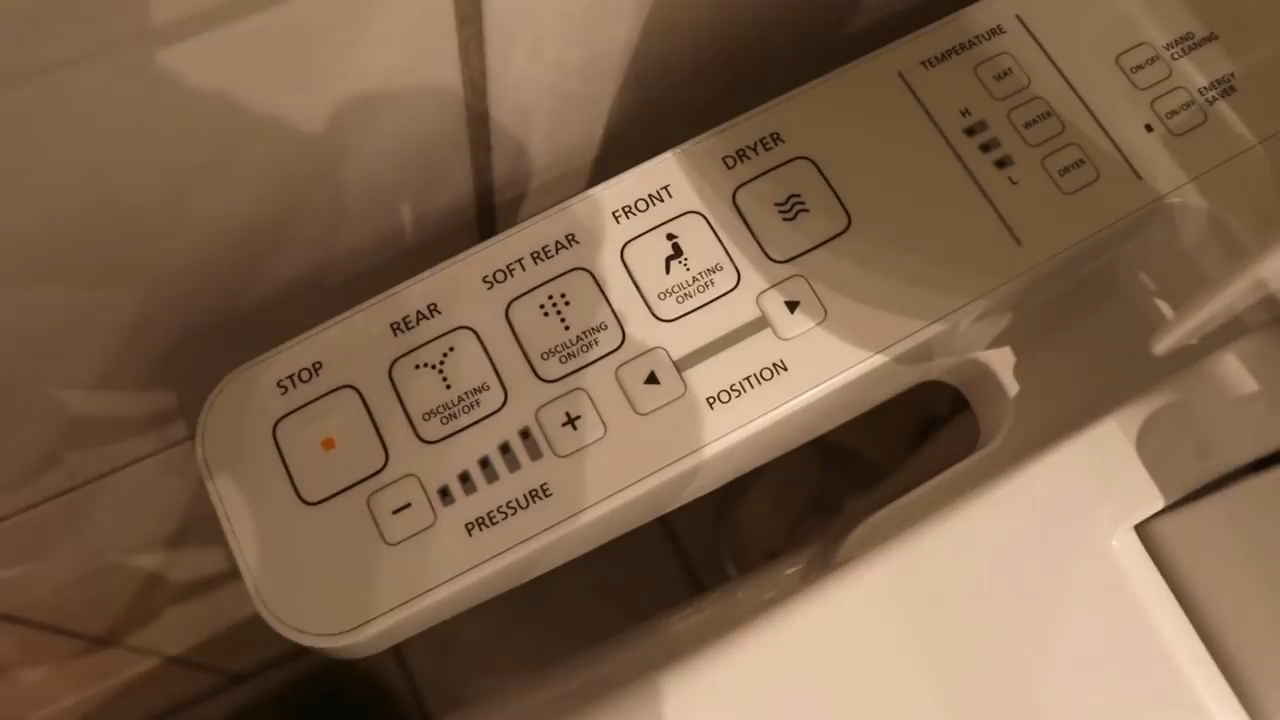 STOP
REAR
OSCILLATING
ON/OFF
SOFT REAR
OSCILLATING
ON/OFF
FRONT
OSCILLATING
ON/OFF
DRYER
−
+
PRESSURE
POSITION
TEMPERATURE
SEAT
WATER
DRYER
H
L
ON/OFF
WAND
CLEANING
ON/OFF
ENERGY
SAVER